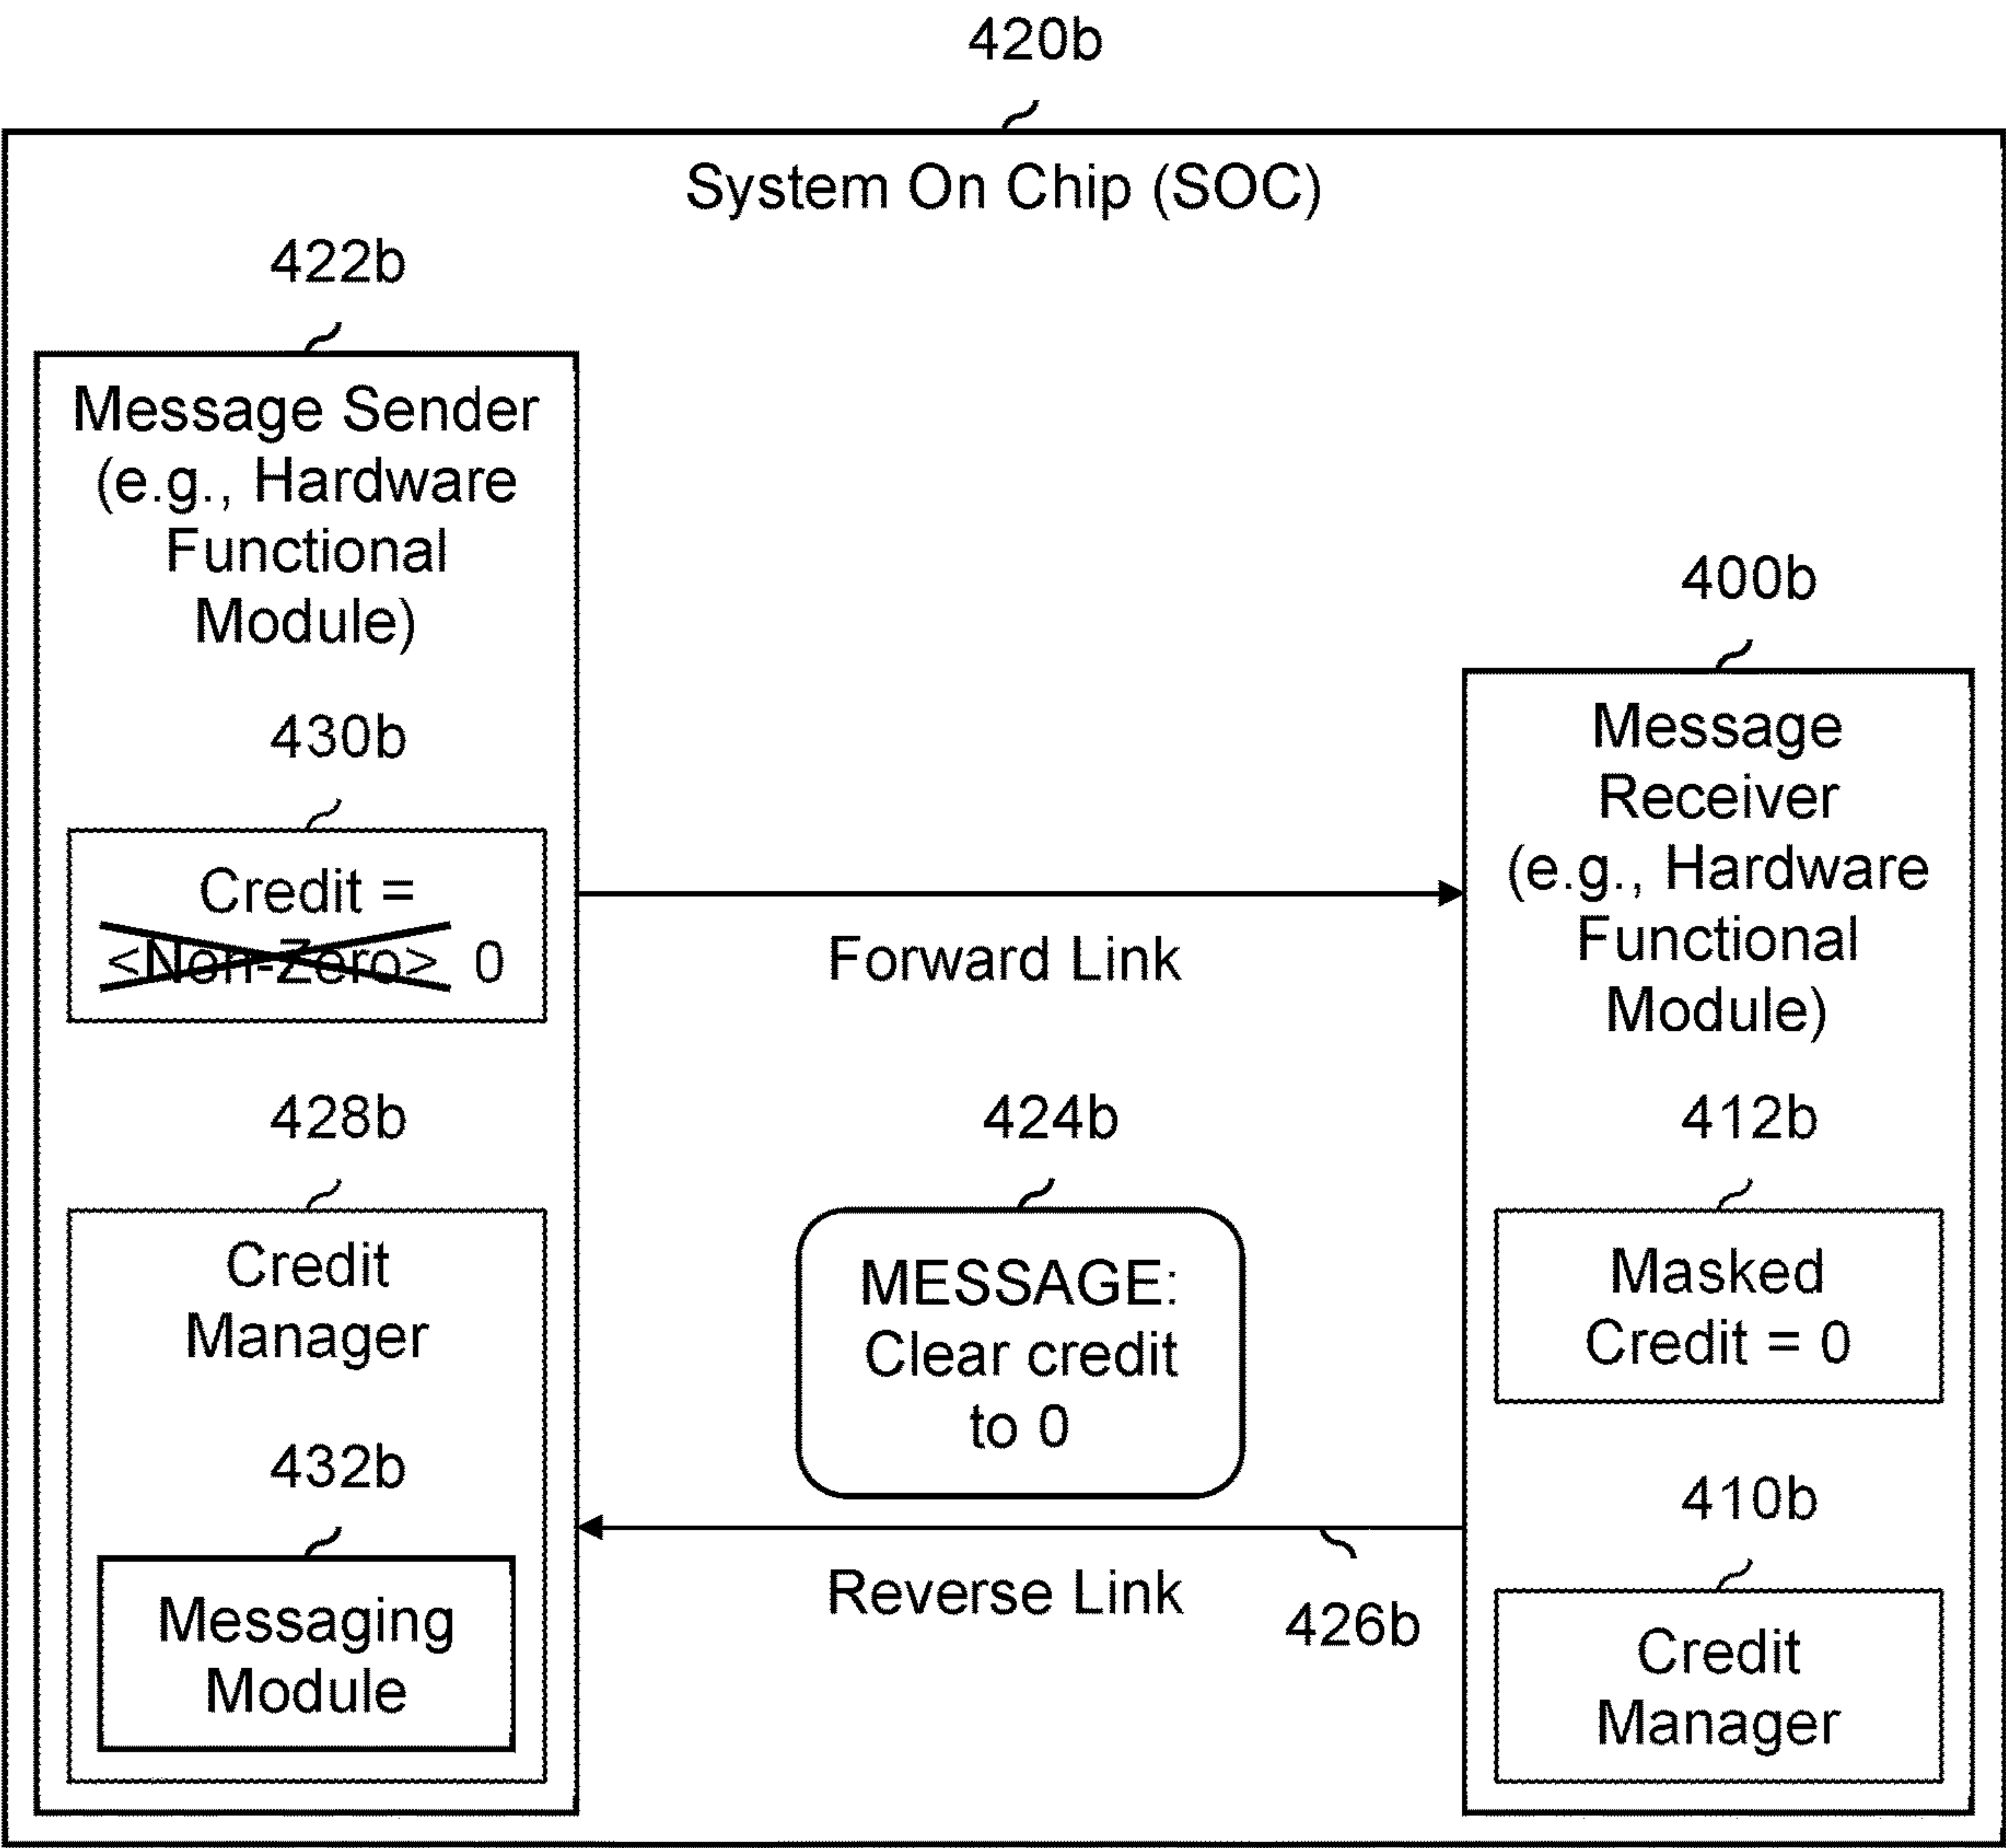 420b
System On Chip (SOC)
422b
Message Sender
(e.g., Hardware
Functional
Module)
430b
Credit =
<Non-Zero> 0
428b
Credit
Manager
432b
Messaging
Module
Forward Link
424b
MESSAGE:
Clear credit
to 0
Reverse Link
426b
400b
Message
Receiver
(e.g., Hardware
Functional
Module)
412b
Masked
Credit = 0
410b
Credit
Manager